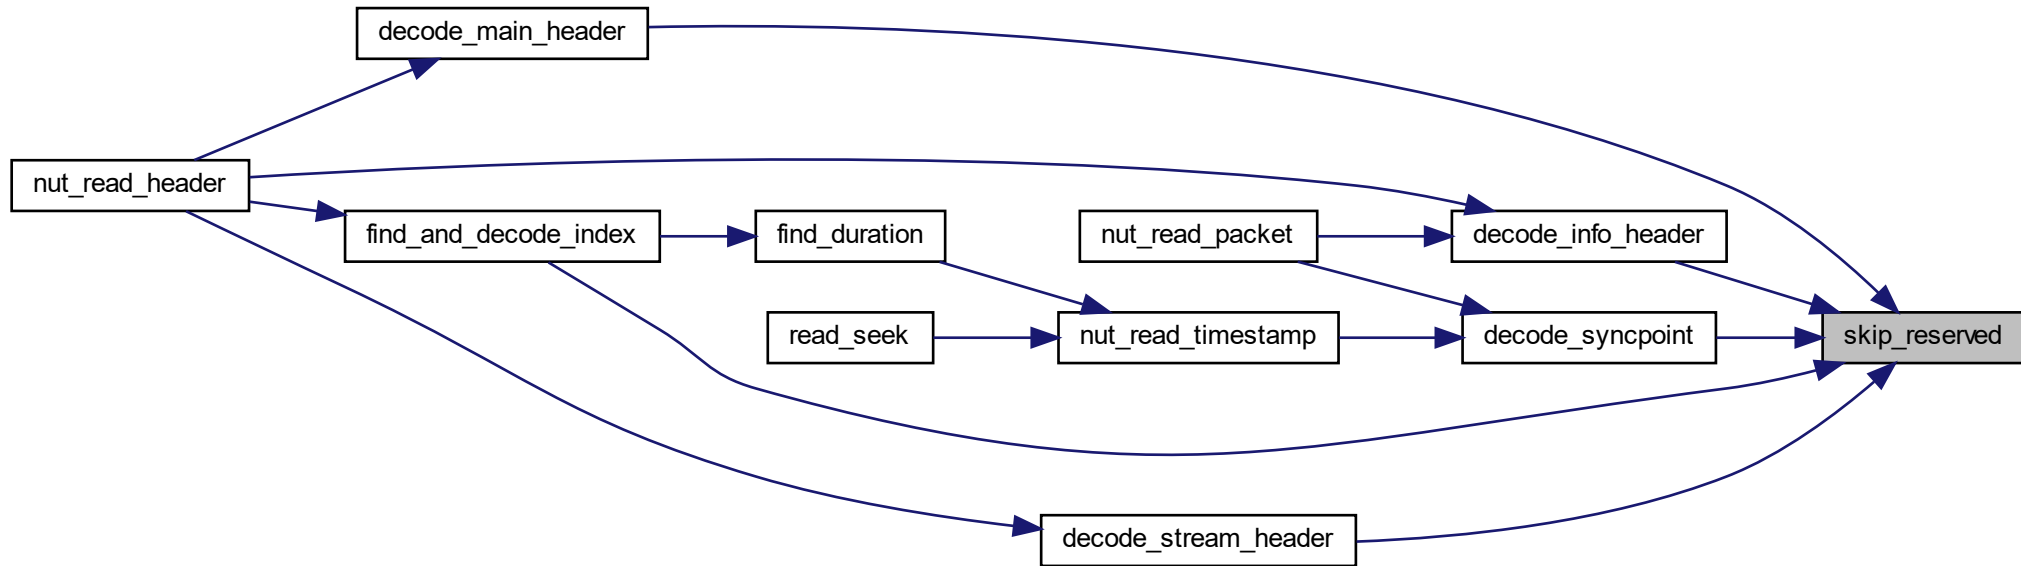 decode_main_header
nut_read_header
find_and_decode_index
find_duration
nut_read_packet
decode_info_header
read_seek
nut_read_timestamp
decode_syncpoint
skip_reserved
decode_stream_header